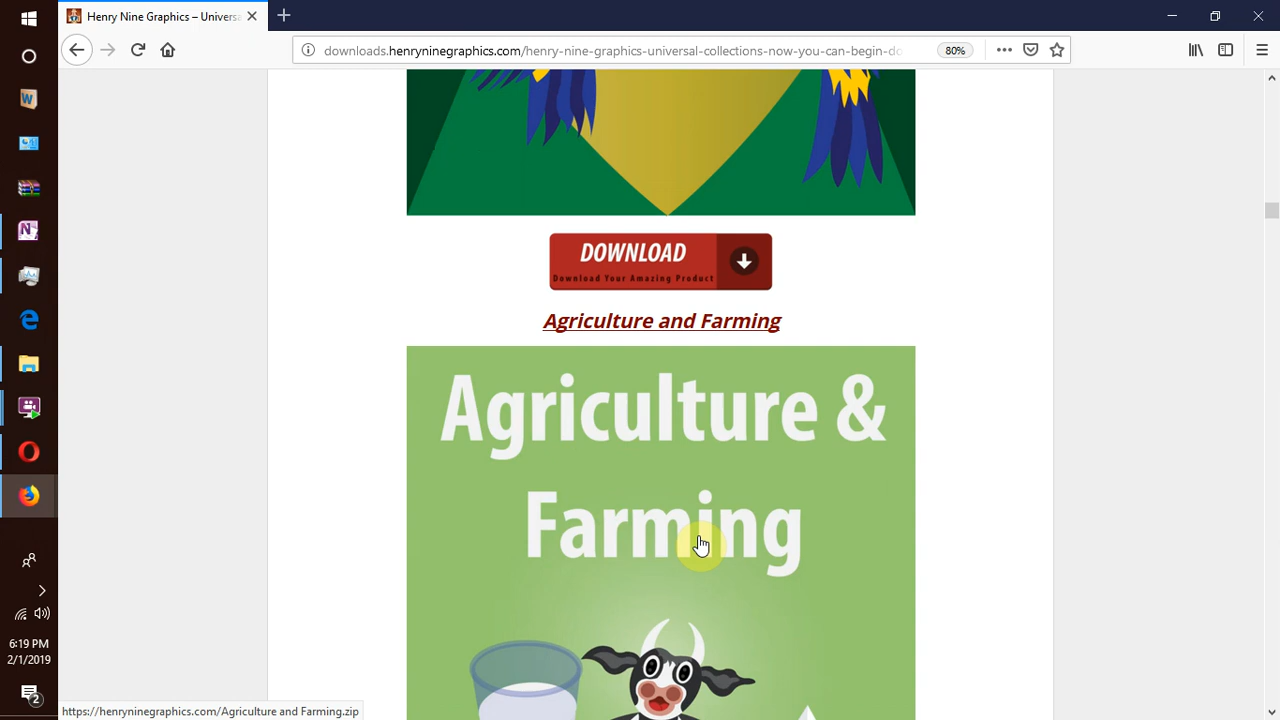 Henry Nine Graphics – Universa
downloads.henryninegraphics.com/henry-nine-graphics-universal-collections-now-you-can-begin-do
80%
DOWNLOAD
Download Your Amazing Product
Agriculture and Farming
Agriculture &
Farming
6:19 PM
2/1/2019
2
https://henryninegraphics.com/Agriculture and Farming.zip